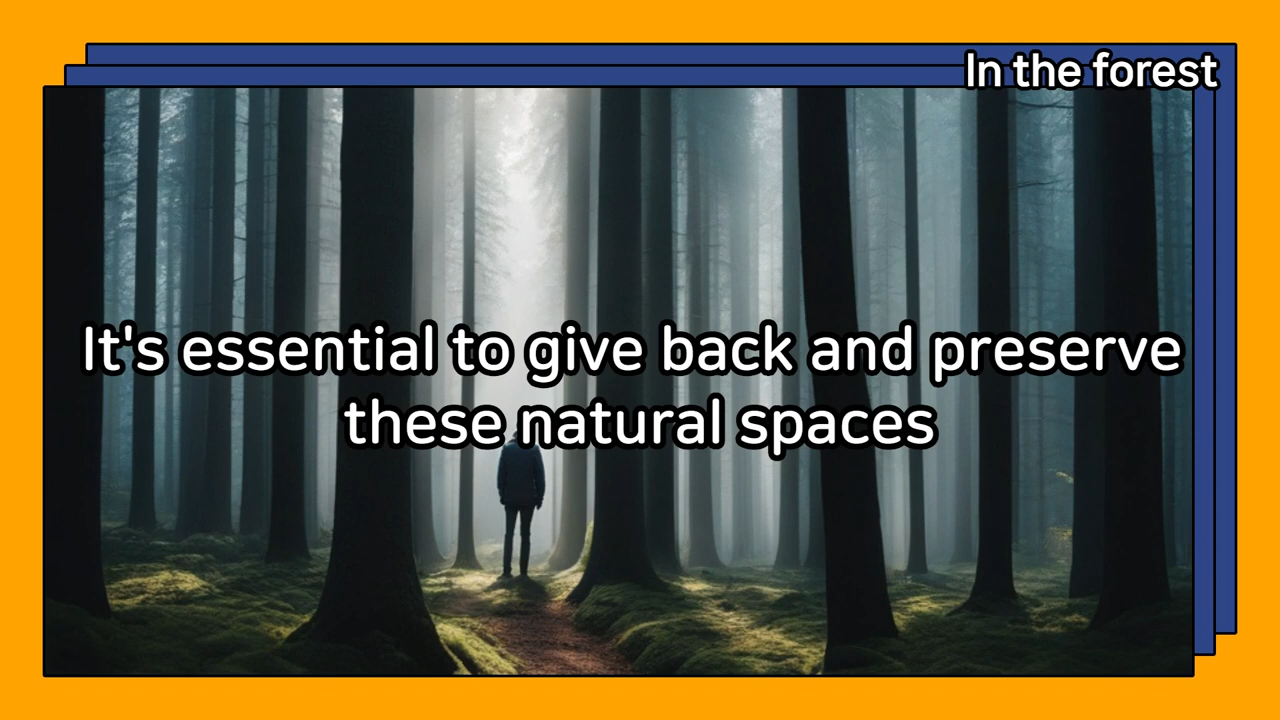 In the forest
It's essential to give back and preserve
these natural spaces